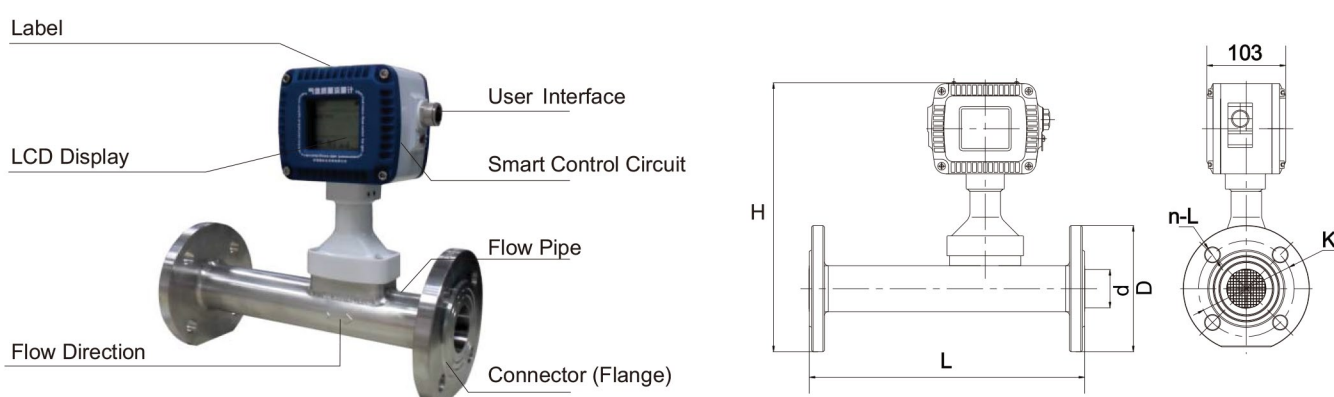 Label
LCD Display
Flow Direction
User Interface
Smart Control Circuit
Flow Pipe
Connector (Flange)
H
L
d
D
103
n-L
K